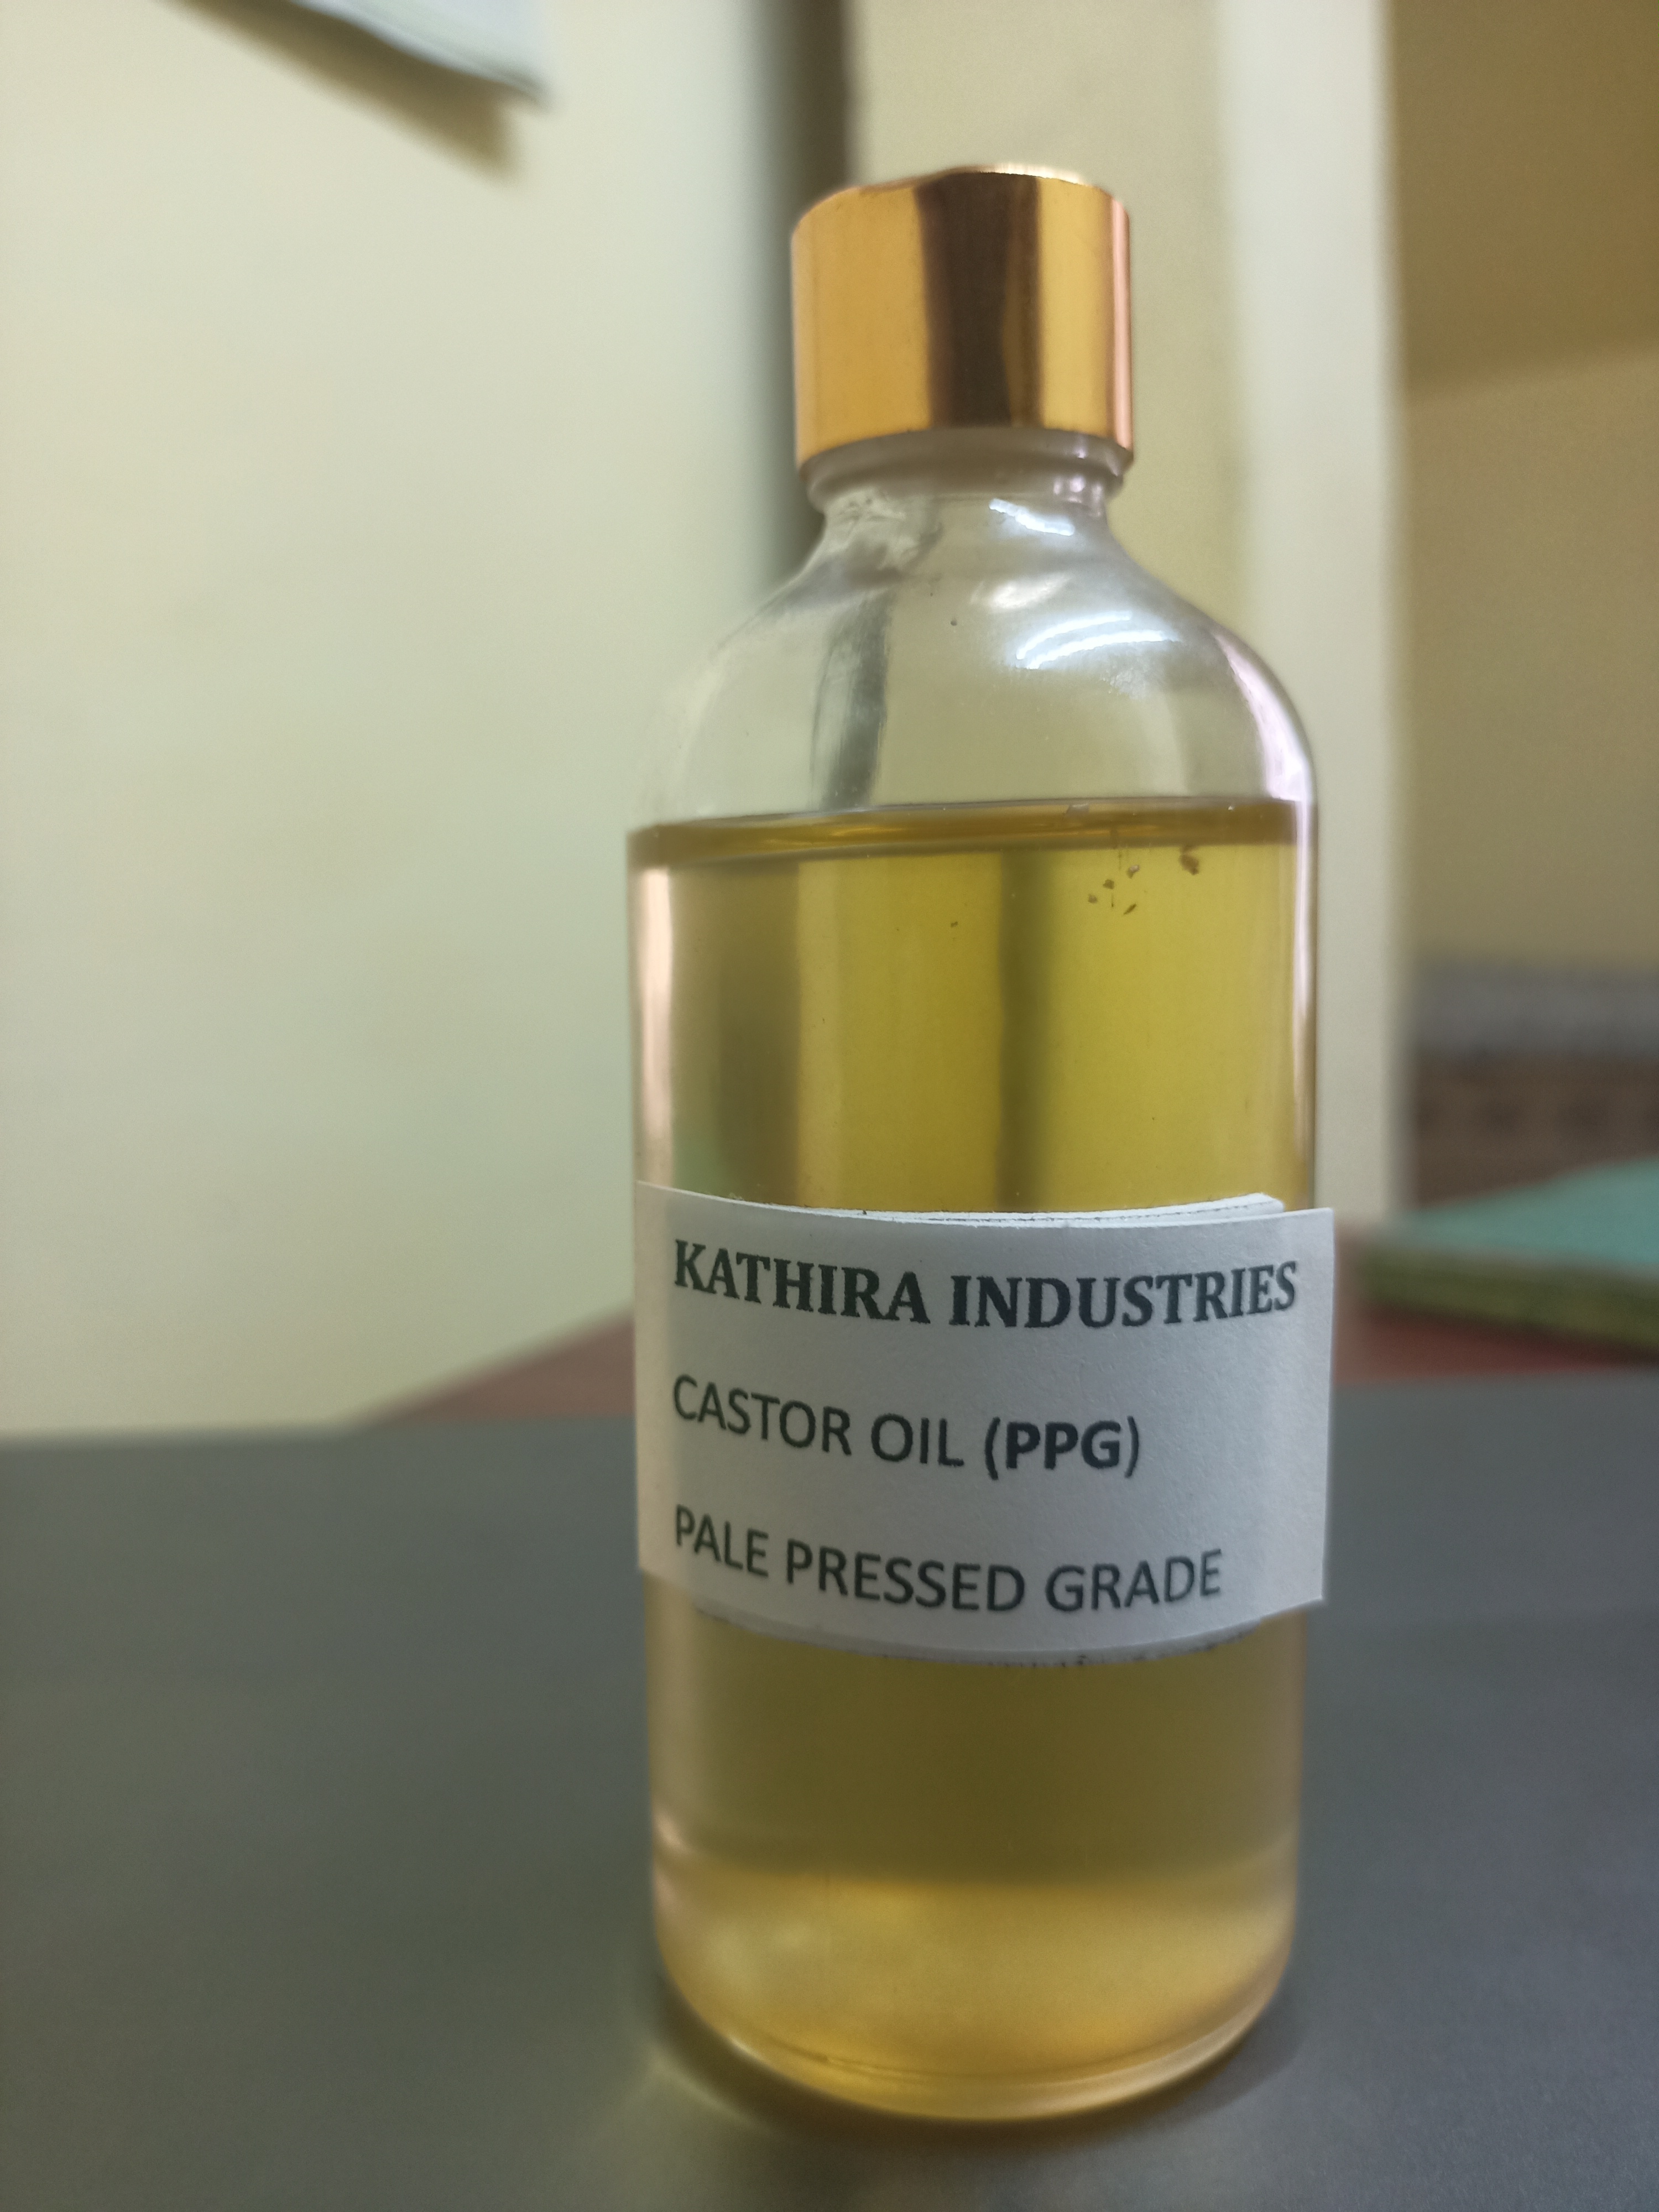 KATHIRA INDUSTRIES
CASTOR OIL (PPG)
PALE PRESSED GRADE